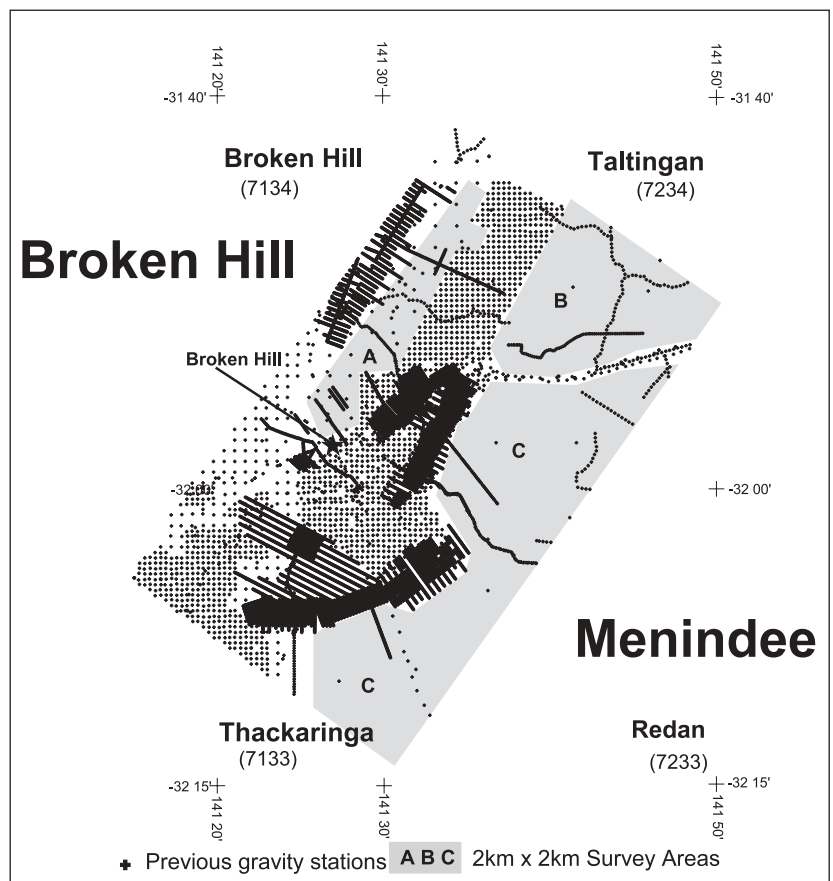 141 20'
141 30'
141 50'
-31 40'
-31 40'
Broken Hill
(7134)
Taltingan
(7234)
Broken Hill
B
A
Broken Hill
C
-32 00'
-32 00'
Menindee
C
Thackaringa
(7133)
Redan
(7233)
-32 15'
-32 15'
141 20'
141 30'
141 50'
Previous gravity stations
A B C
2km x 2km Survey Areas